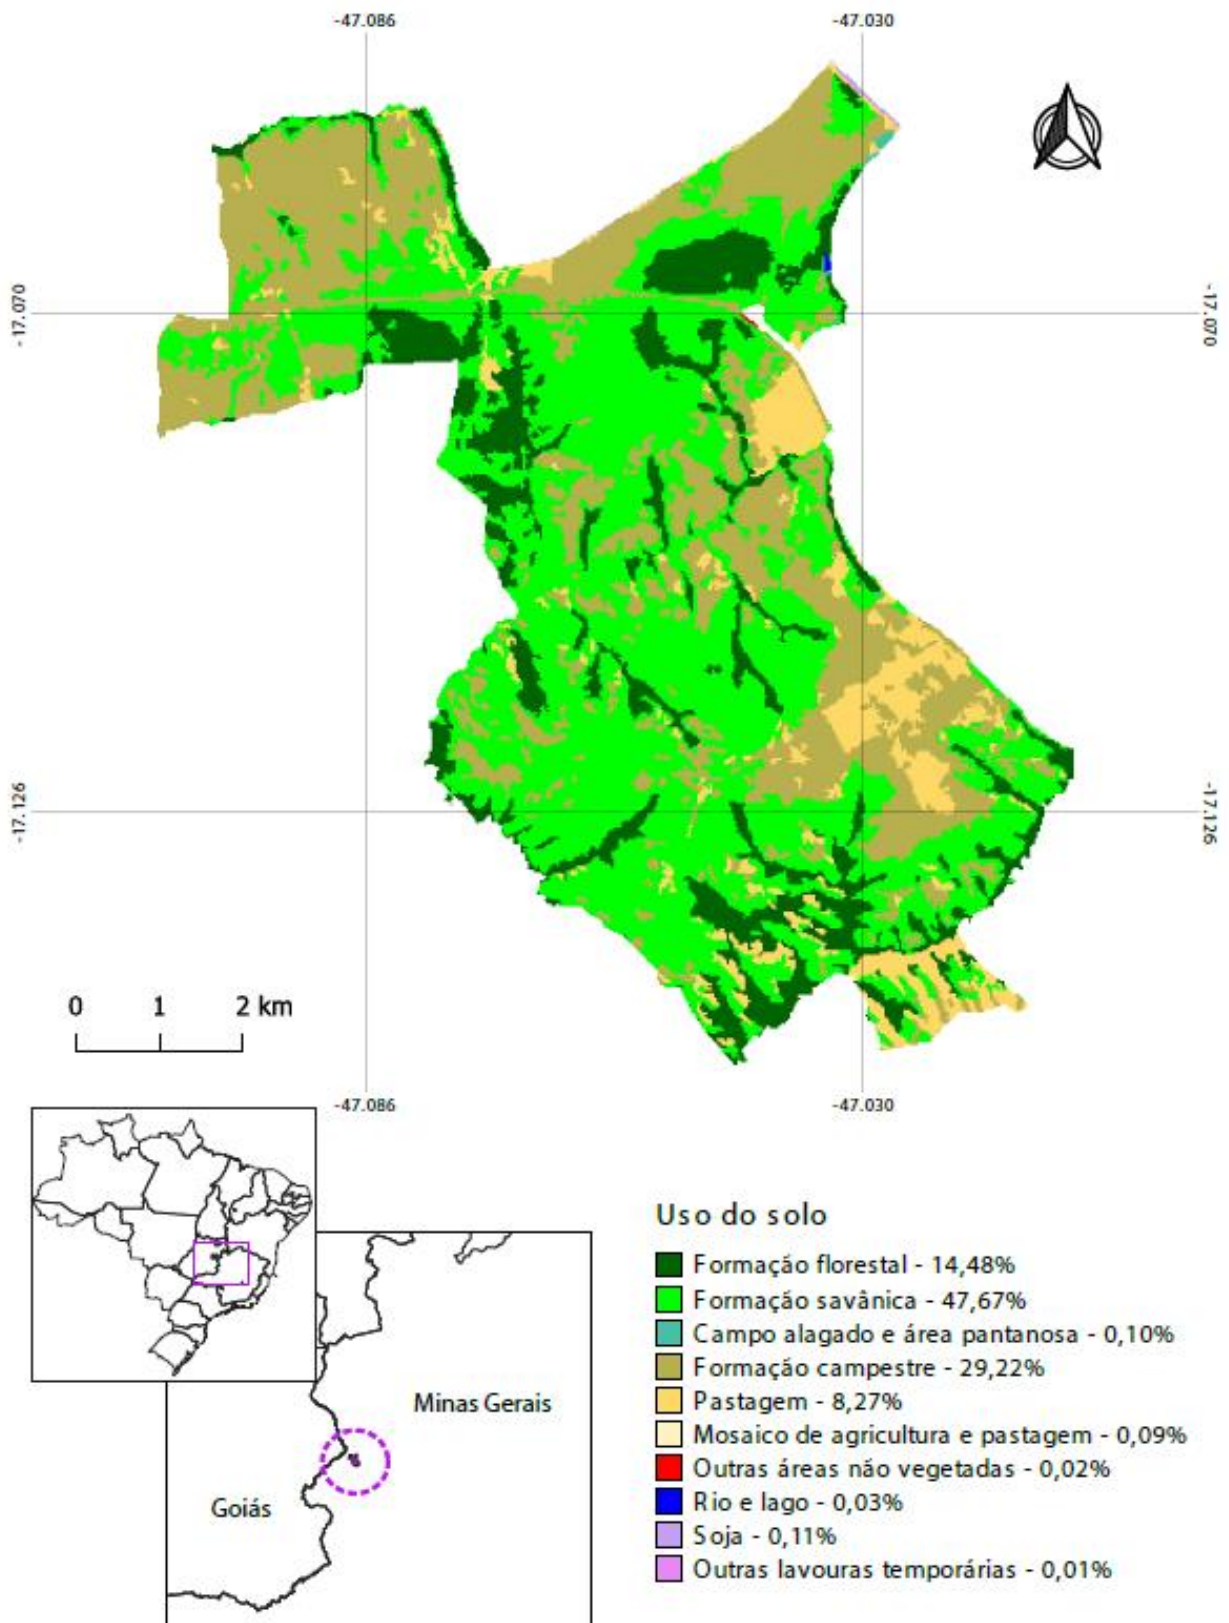 -47.086
-47.030
-17.070
-17.070
-17.126
-17.126
0 1 2 km
-47.086
-47.030
Minas Gerais
Goiás
Uso do solo
Formação florestal - 14,48%
Formação savânica - 47,67%
Campo alagado e área pantanosa - 0,10%
Formação campestre - 29,22%
Pastagem - 8,27%
Mosaico de agricultura e pastagem - 0,09%
Outras áreas não vegetadas - 0,02%
Rio e lago - 0,03%
Soja - 0,11%
Outras lavouras temporárias - 0,01%